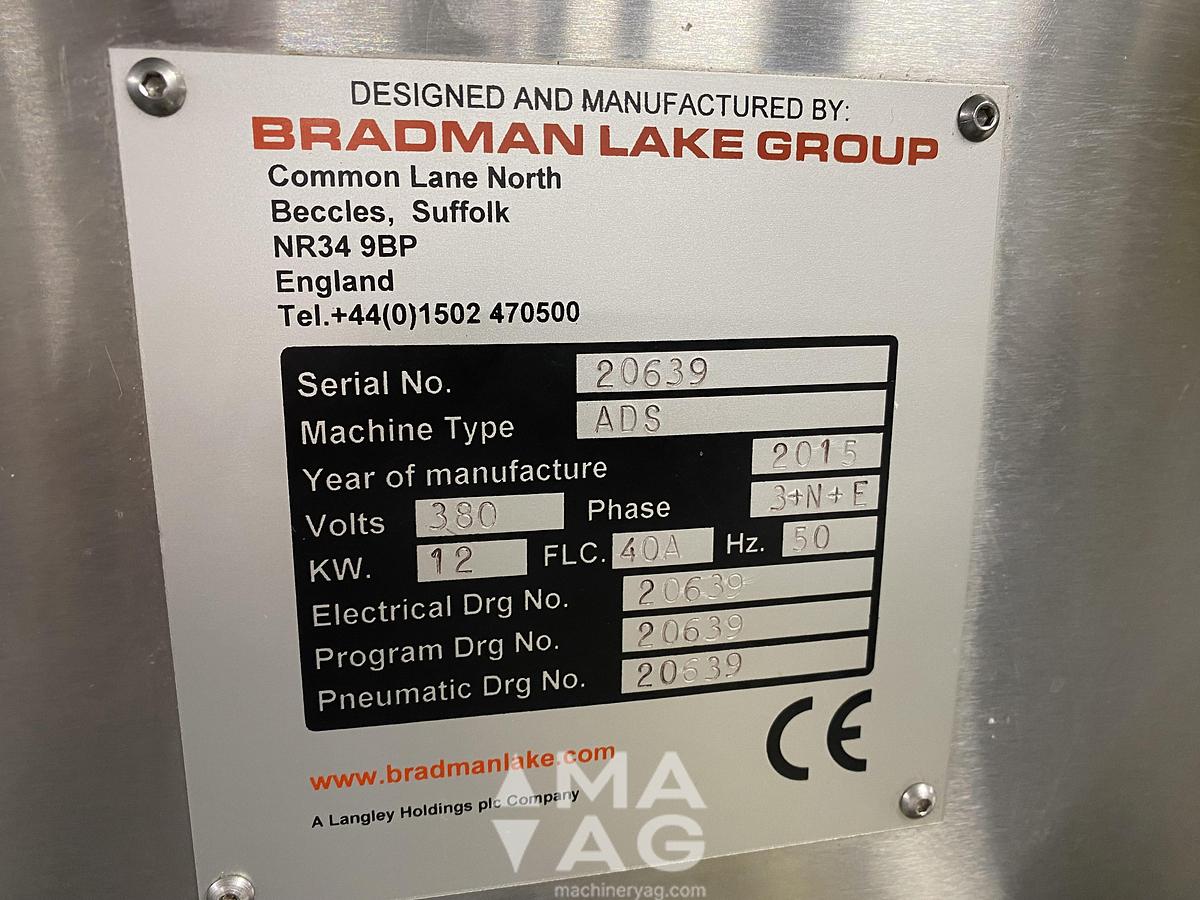 DESIGNED AND MANUFACTURED BY:
BRADMAN LAKE GROUP
Common Lane North
Beccles, Suffolk
NR34 9BP
England
Tel.+44(0)1502 470500
Serial No. 20639
Machine Type ADS
Year of manufacture 2015
Volts 380 Phase 3+N+E
KW. 12 FLC. 40A Hz. 50
Electrical Drg No. 20639
Program Drg No. 20639
Pneumatic Drg No. 20639
CE
www.bradmanlake.com
A Langley Holdings plc Company
MA
AG
machineryag.com